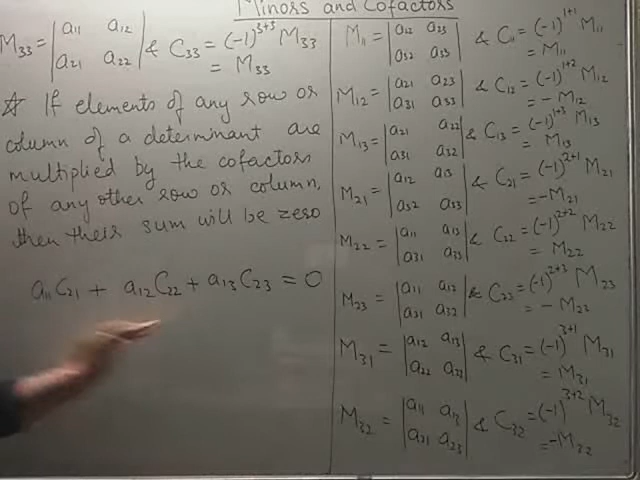 Minors and Cofactors
M33 = |a11 a12| & C33 = (-1)^3+3 M33
|a21 a22| = M33
☆ If elements of any row or
column of a determinant are
multiplied by the cofactors
of any other row or column,
then their sum will be zero
a11C21 + a12C22 + a13C23 = 0
M11 = |a22 a23| & C11 = (-1)^1+1 M11
|a32 a33| = M11
M12 = |a21 a23| & C12 = (-1)^1+2 M12
|a31 a33| = -M12
M13 = |a21 a22| & C13 = (-1)^1+3 M13
|a31 a32| = M13
M21 = |a12 a13| & C21 = (-1)^2+1 M21
|a32 a33| = -M21
M22 = |a11 a13| & C22 = (-1)^2+2 M22
|a31 a33| = M22
M23 = |a11 a12| & C23 = (-1)^2+3 M23
|a31 a32| = -M23
M31 = |a12 a13| & C31 = (-1)^3+1 M31
|a22 a23| = M31
M32 = |a11 a13| & C32 = (-1)^3+2 M32
|a21 a23| = -M32